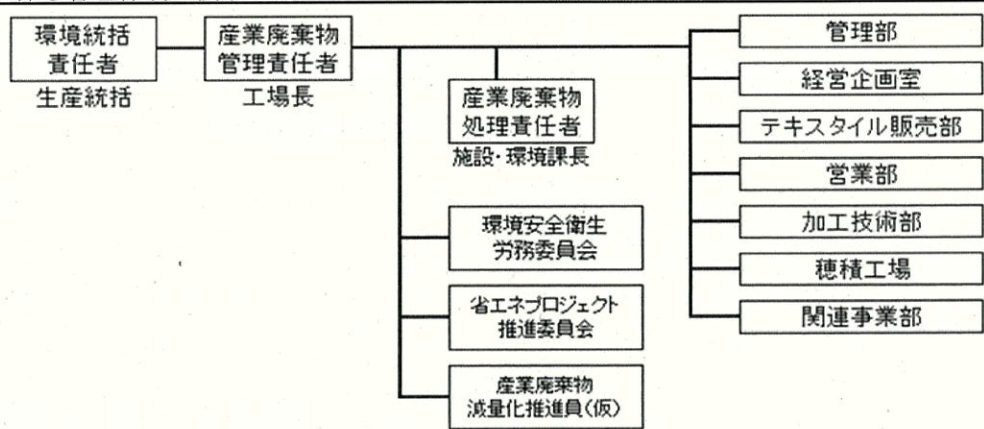 環境統括
責任者
生産統括
産業廃棄物
管理責任者
工場長
産業廃棄物
処理責任者
施設・環境課長
環境安全衛生
労務委員会
省エネプロジェクト
推進委員会
産業廃棄物
減量化推進員(仮)
管理部
経営企画室
テキスタイル販売部
営業部
加工技術部
穂積工場
関連事業部